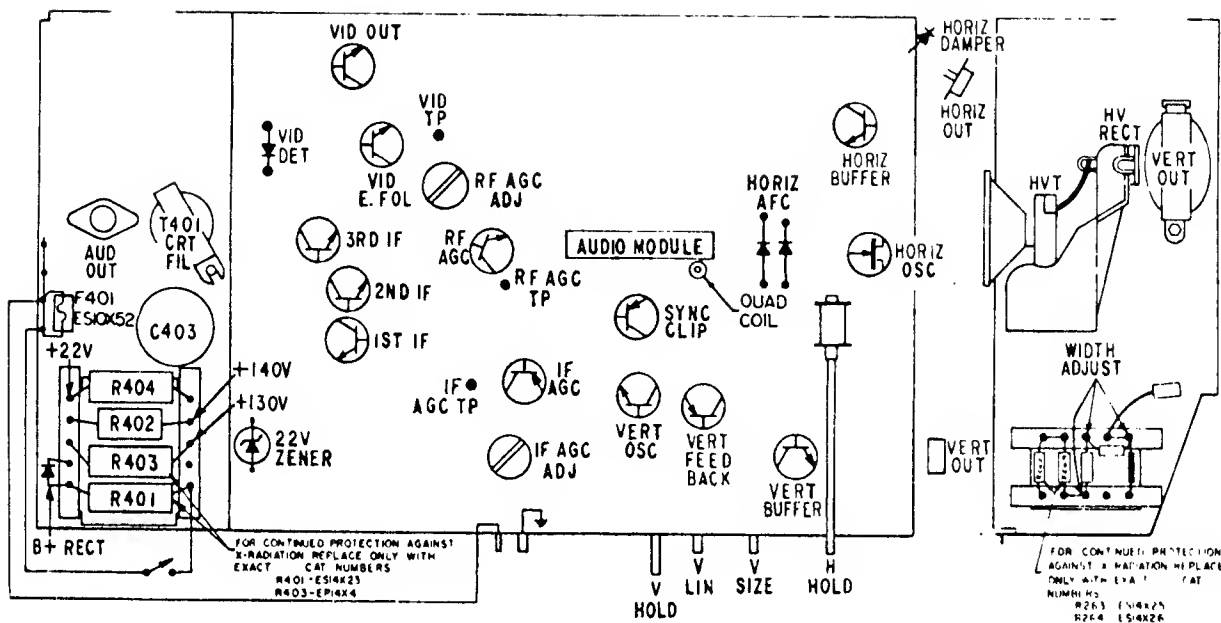 VID OUT
VID
TP
VID
DET
VID
E. FOL
RF AGC
ADJ
HORIZ
DAMPER
HORIZ
OUT
HORIZ
BUFFER
HORIZ
AFC
HORIZ
OSC
HV
RECT
HVT
VERT
OUT
AUD
OUT
T401
CRT
FIL
3RD IF
RF
AGC
AUDIO MODULE
2ND IF
RF AGC
TP
QUAD
COIL
F401
ES10X52
C403
1ST IF
SYNC
CLIP
+22V
+140V
+130V
R404
R402
R403
R401
IF
AGC TP
IF
AGC
22V
ZENER
IF AGC
ADJ
VERT
OSC
VERT
FEED
BACK
VERT
BUFFER
WIDTH
ADJUST
VERT
OUT
B+ RECT
FOR CONTINUED PROTECTION AGAINST
X-RADIATION REPLACE ONLY WITH
EXACT CAT NUMBERS
R401-ES14X23
R403-EP14X4
V
HOLD
V
LIN
V
SIZE
H
HOLD
FOR CONTINUED PROTECTION
AGAINST X RADIATION REPLACE
ONLY WITH CAT
NUMBERS
R263 ES14X25
R264 ES14X26